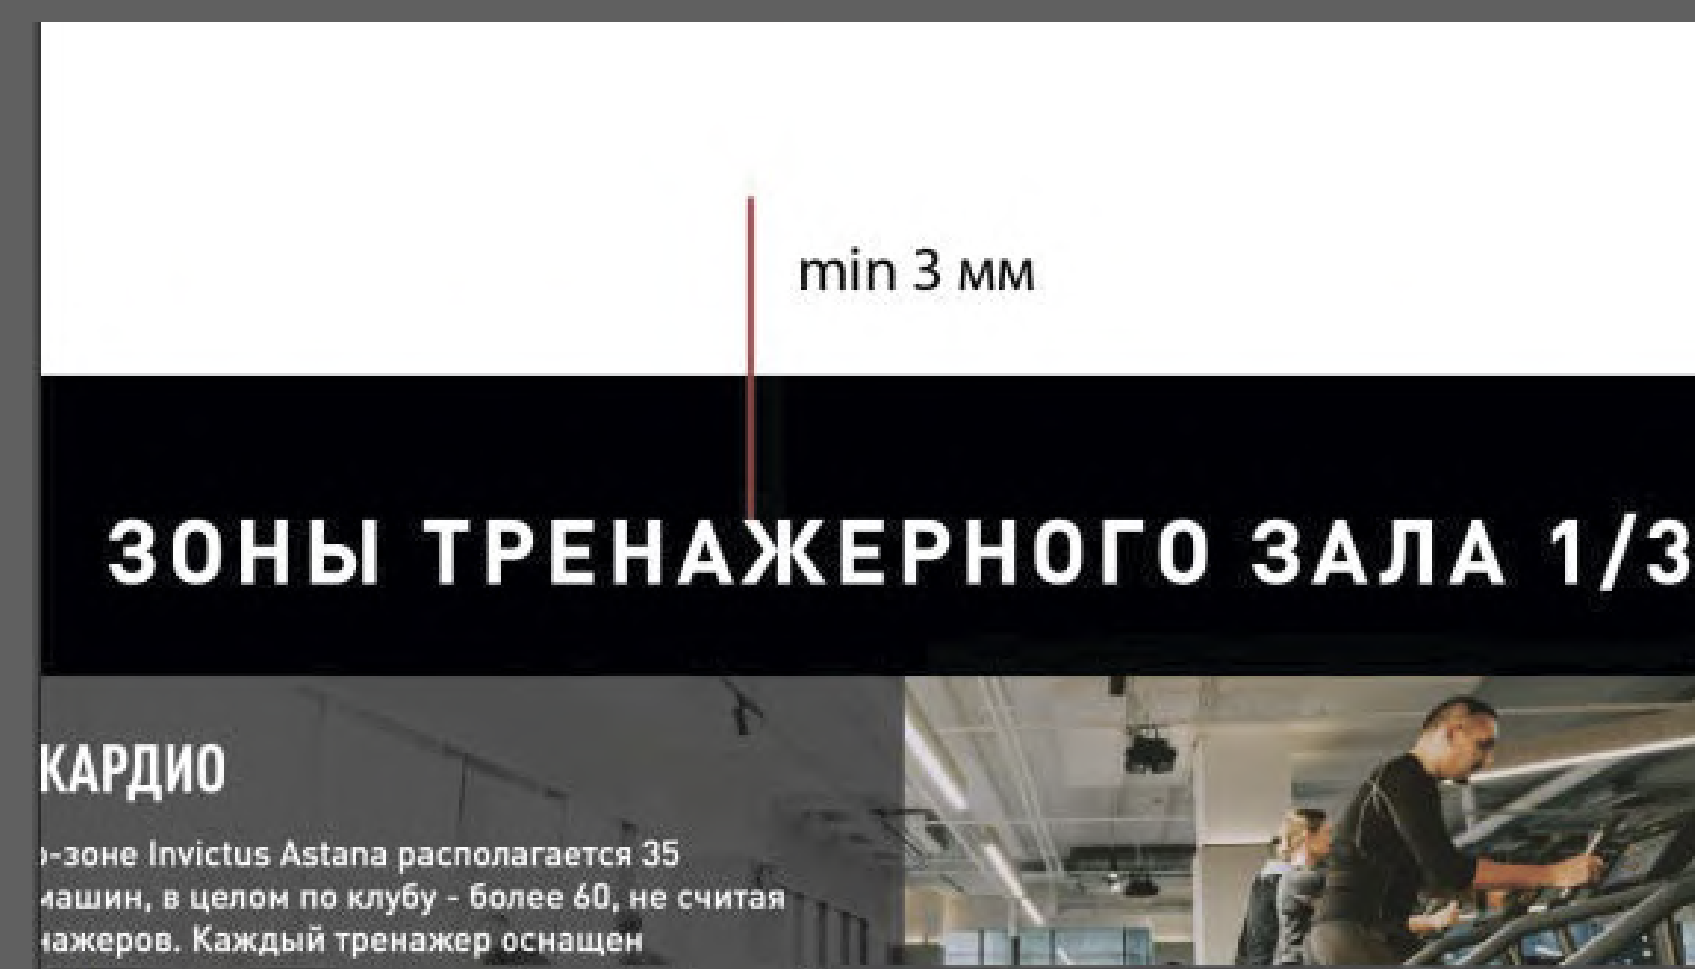 min 3 мм
ЗОНЫ ТРЕНАЖЕРНОГО ЗАЛА 1/3
КАРДИО
-зоне Invictus Astana располагается 35
машин, в целом по клубу - более 60, не считая
нажеров. Каждый тренажер оснащен